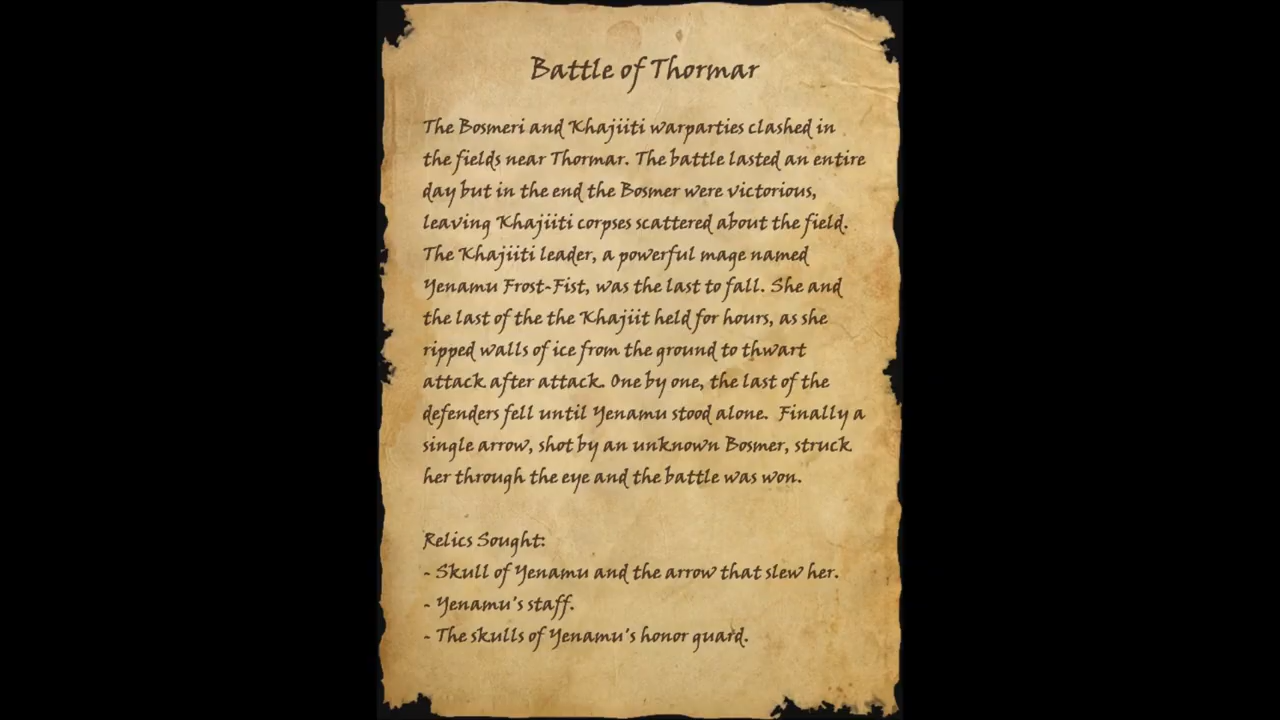 Battle of Thormar
The Bosmeri and Khajiiti warparties clashed in
the fields near Thormar. The battle lasted an entire
day but in the end the Bosmer were victorious,
leaving Khajiiti corpses scattered about the field.
The Khajiiti leader, a powerful mage named
Yenamu Frost-Fist, was the last to fall. She and
the last of the the Khajiit held for hours, as she
ripped walls of ice from the ground to thwart
attack after attack. One by one, the last of the
defenders fell until Yenamu stood alone.  Finally a
single arrow, shot by an unknown Bosmer, struck
her through the eye and the battle was won.
Relics Sought:
- Skull of Yenamu and the arrow that slew her.
- Yenamu's staff.
- The skulls of Yenamu's honor guard.